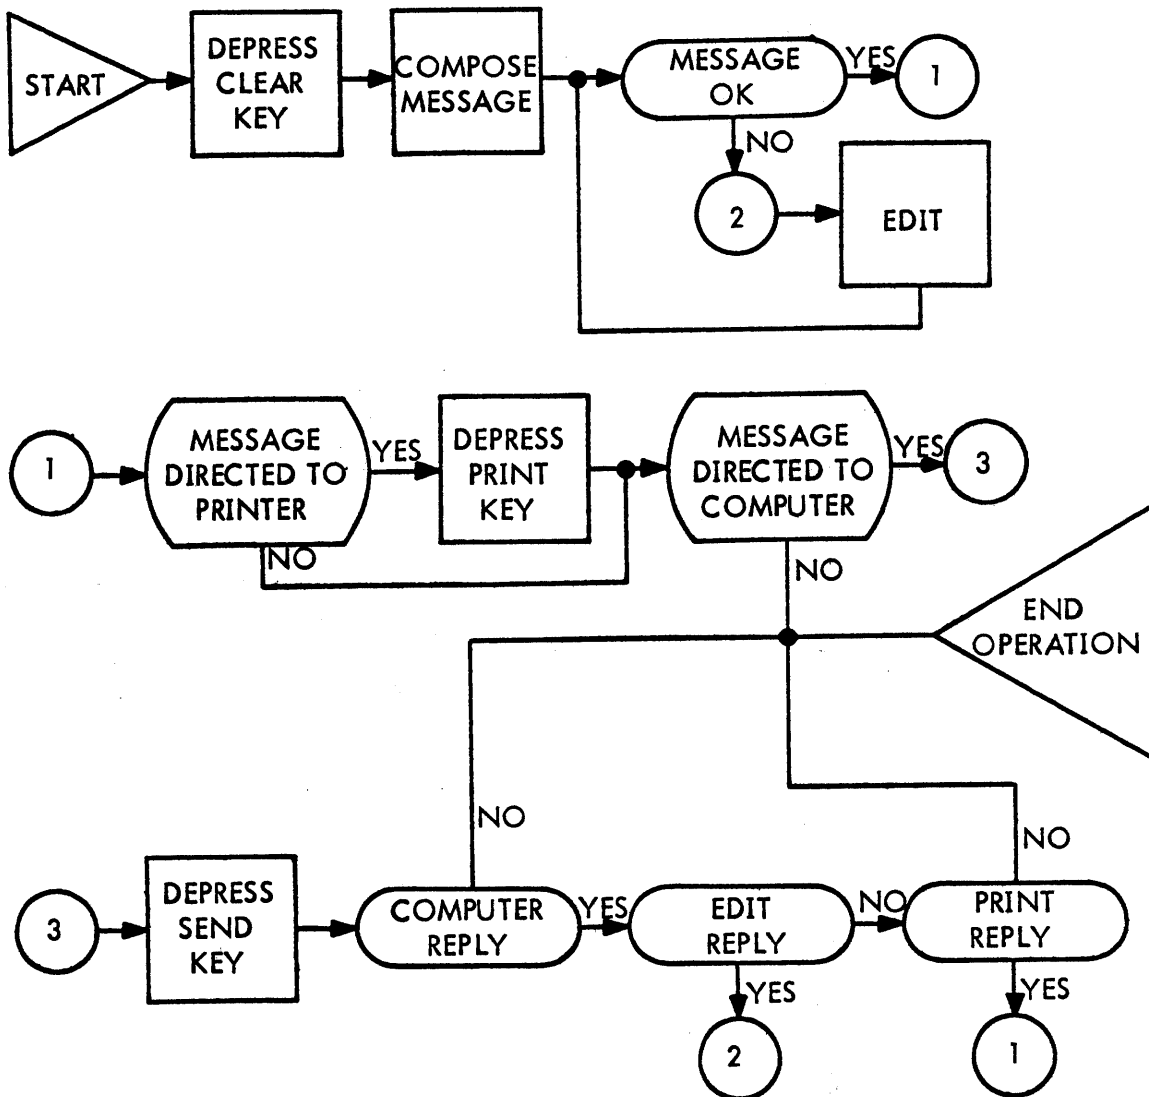 START
DEPRESS
CLEAR
KEY
COMPOSE
MESSAGE
MESSAGE
OK
YES
1
NO
2
EDIT
1
MESSAGE
DIRECTED TO
PRINTER
YES
NO
DEPRESS
PRINT
KEY
MESSAGE
DIRECTED TO
COMPUTER
YES
3
NO
END
OPERATION
NO
NO
3
DEPRESS
SEND
KEY
COMPUTER
REPLY
YES
EDIT
REPLY
NO
PRINT
REPLY
YES
2
YES
1